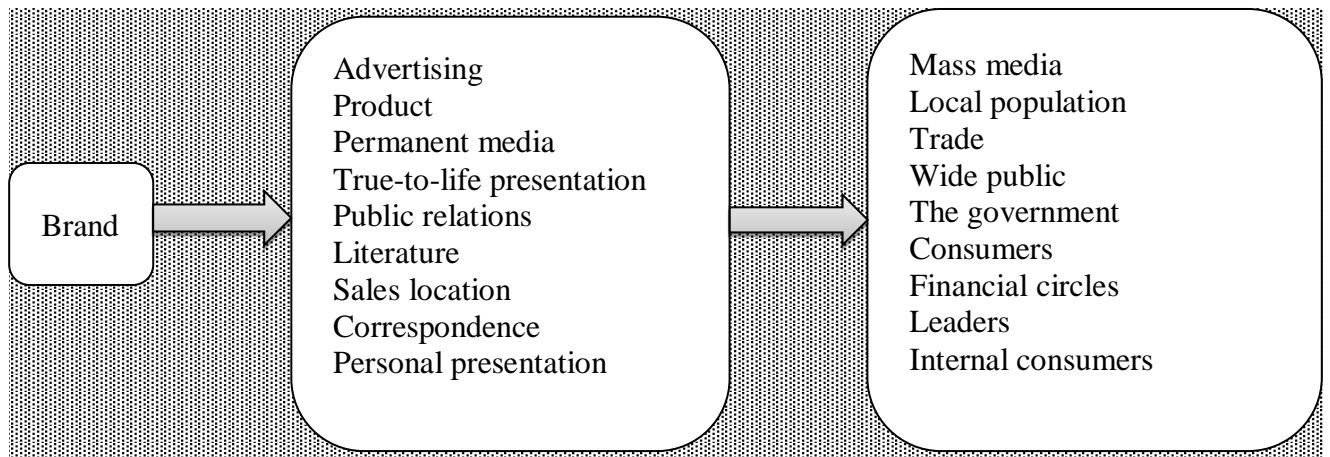 Brand
Advertising
Product
Permanent media
True-to-life presentation
Public relations
Literature
Sales location
Correspondence
Personal presentation
Mass media
Local population
Trade
Wide public
The government
Consumers
Financial circles
Leaders
Internal consumers